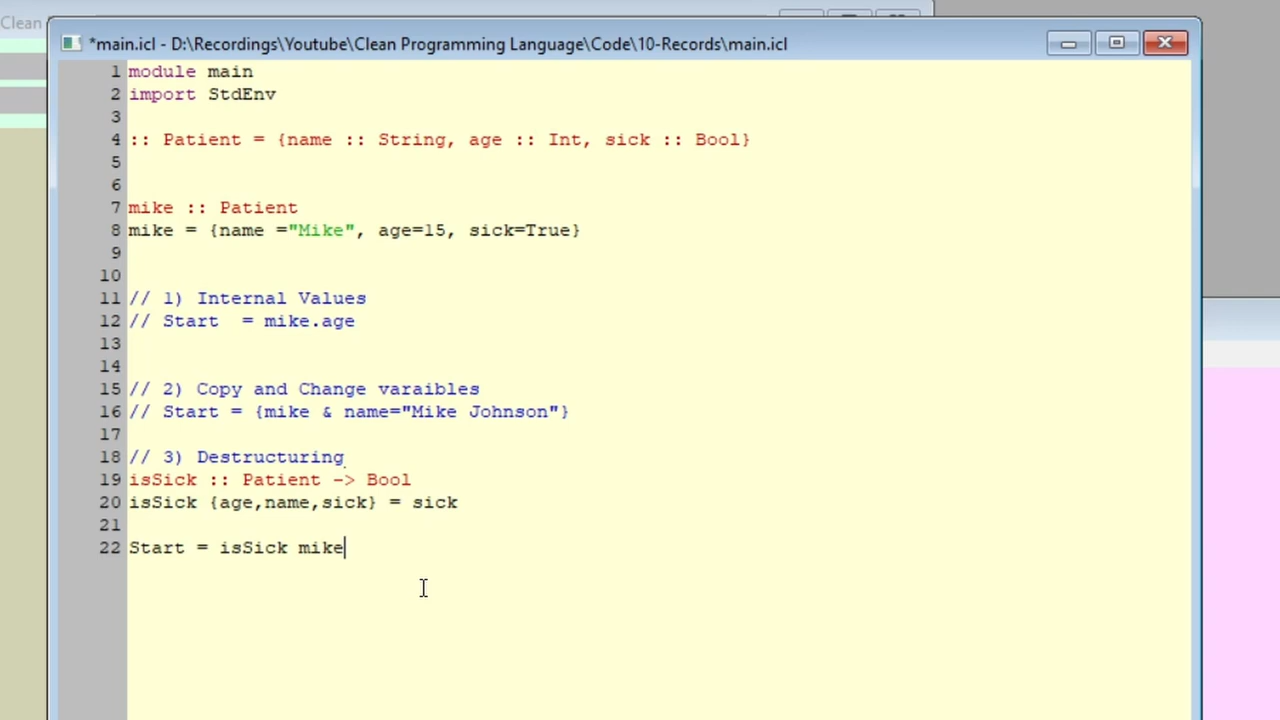 Clean
*main.icl - D:\Recordings\Youtube\Clean Programming Language\Code\10-Records\main.icl
1 module main
2 import StdEnv
3
4 :: Patient = {name :: String, age :: Int, sick :: Bool}
5
6
7 mike :: Patient
8 mike = {name ="Mike", age=15, sick=True}
9
10
11 // 1) Internal Values
12 // Start  = mike.age
13
14
15 // 2) Copy and Change varaibles
16 // Start = {mike & name="Mike Johnson"}
17
18 // 3) Destructuring
19 isSick :: Patient -> Bool
20 isSick {age,name,sick} = sick
21
22 Start = isSick mike